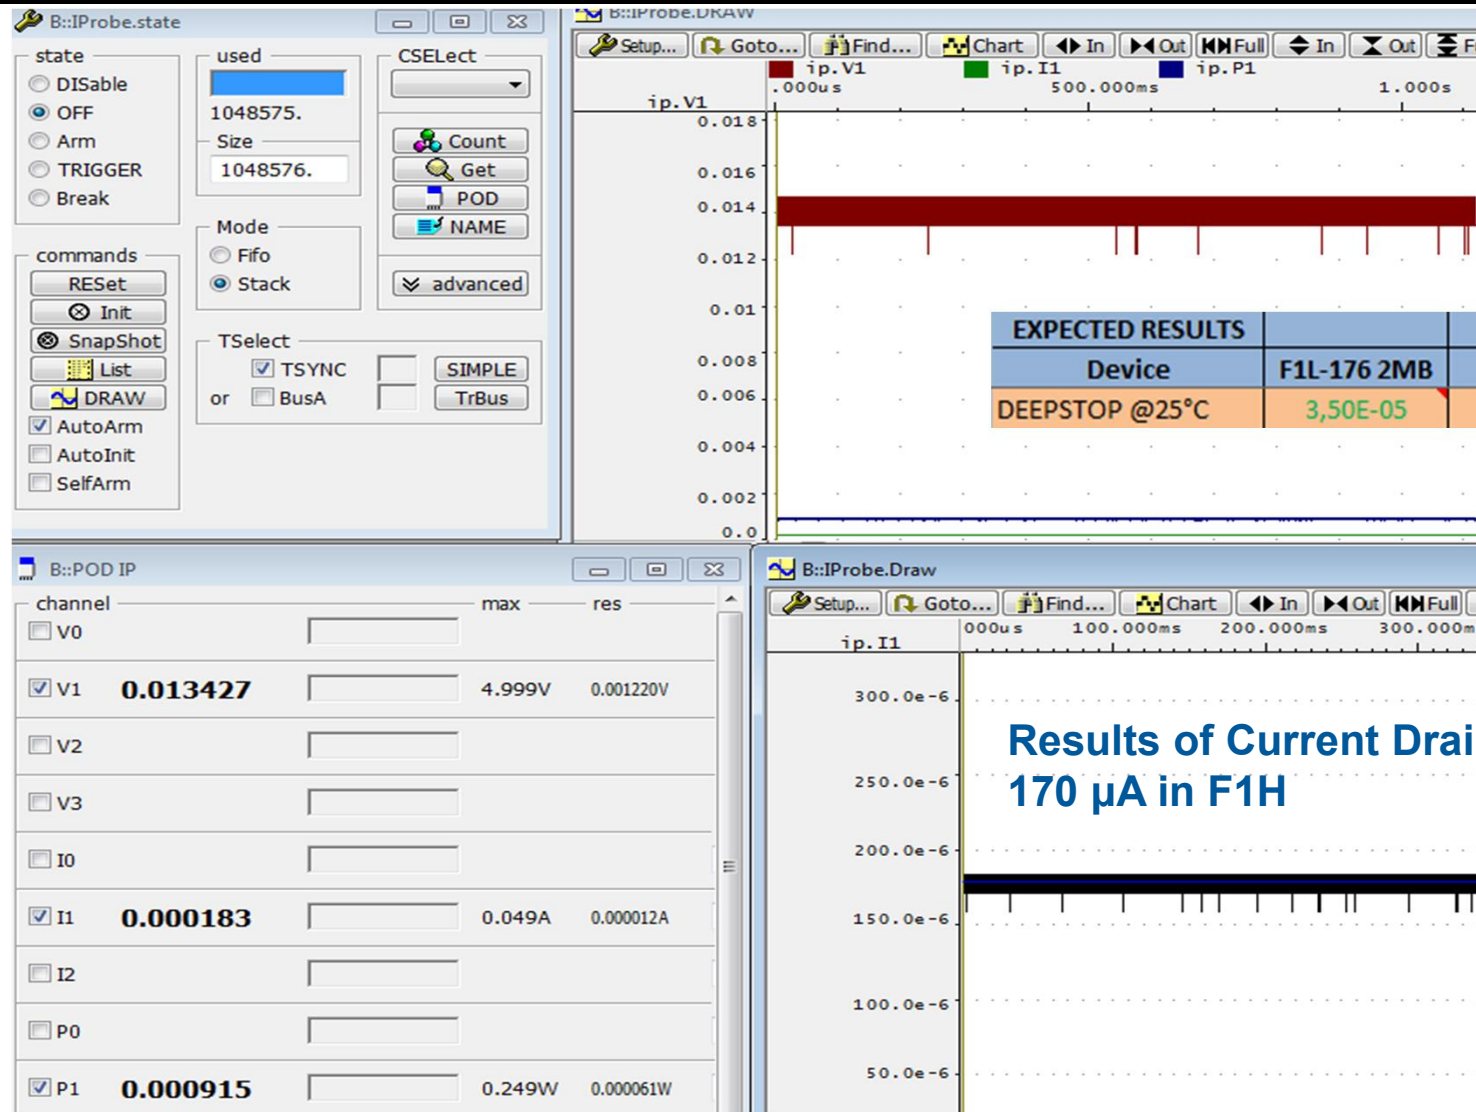 B::IProbe.state
state
DISable
OFF
Arm
TRIGGER
Break
used
1048575.
Size
1048576.
CSELect
Count
Get
POD
NAME
advanced
Mode
Fifo
Stack
commands
RESet
Init
SnapShot
List
DRAW
AutoArm
AutoInit
SelfArm
TSelect
TSYNC
SIMPLE
or BusA
TrBus
B::IProbe.DRAW
Setup... Goto... Find... Chart In Out Full In Out
ip.V1 ip.I1 ip.P1
.000us 500.000ms 1.000s
ip.V1
0.018
0.016
0.014
0.012
0.01
0.008
0.006
0.004
0.002
0.0
EXPECTED RESULTS
Device F1L-176 2MB
DEEPSTOP @25°C 3,50E-05
B::POD IP
channel max res
V0
V1 0.013427 4.999V 0.001220V
V2
V3
I0
I1 0.000183 0.049A 0.000012A
I2
P0
P1 0.000915 0.249W 0.000061W
B::IProbe.Draw
Setup... Goto... Find... Chart In Out Full
000us 100.000ms 200.000ms 300.000m
ip.I1
300.0e-6
250.0e-6
200.0e-6
150.0e-6
100.0e-6
50.0e-6
Results of Current Drai
170 µA in F1H